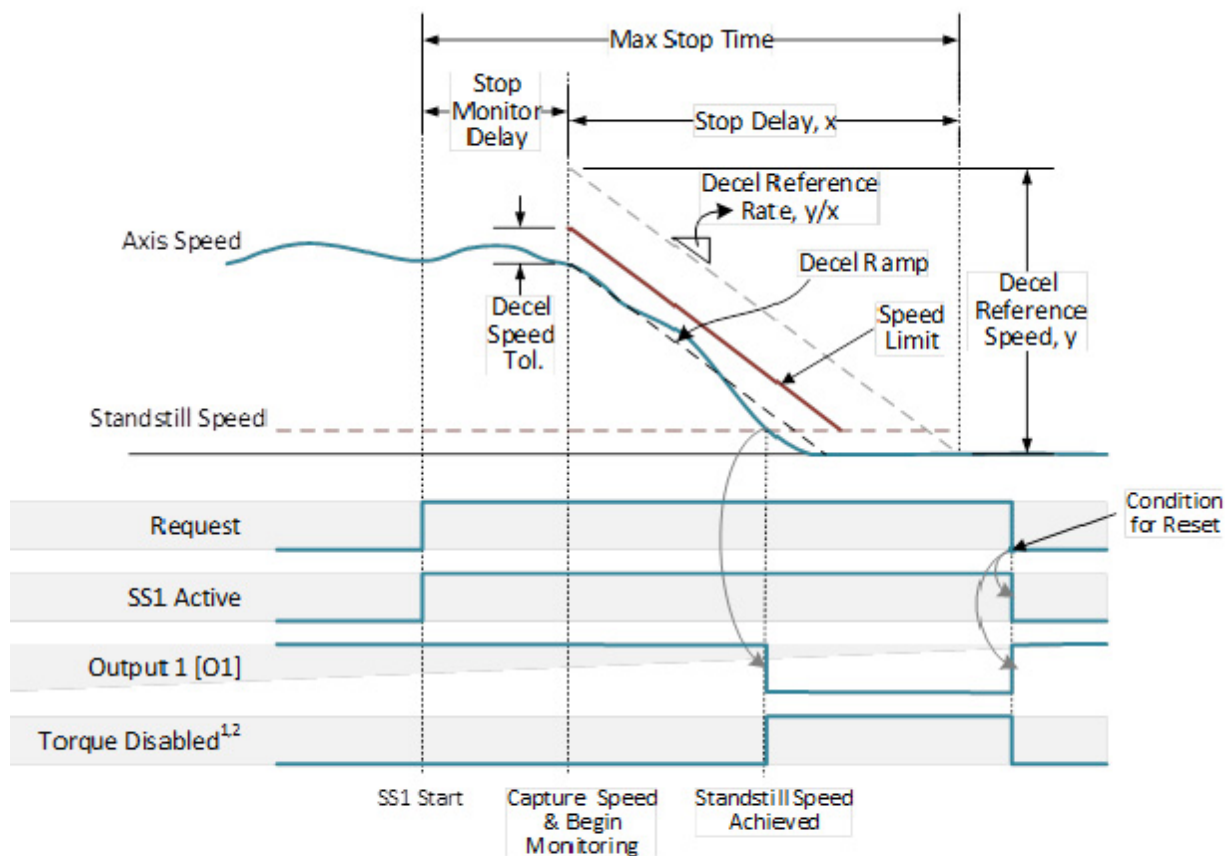 Max Stop Time
Stop
Monitor
Delay
Stop Delay, x
Decel Reference
Rate, y/x
Axis Speed
Decel Ramp
Decel
Speed
Tol.
Speed
Limit
Decel
Reference
Speed, y
Standstill Speed
Request
Condition
for Reset
SS1 Active
Output 1 [O1]
Torque Disabled1,2
SS1 Start
Capture Speed
& Begin
Monitoring
Standstill Speed
Achieved